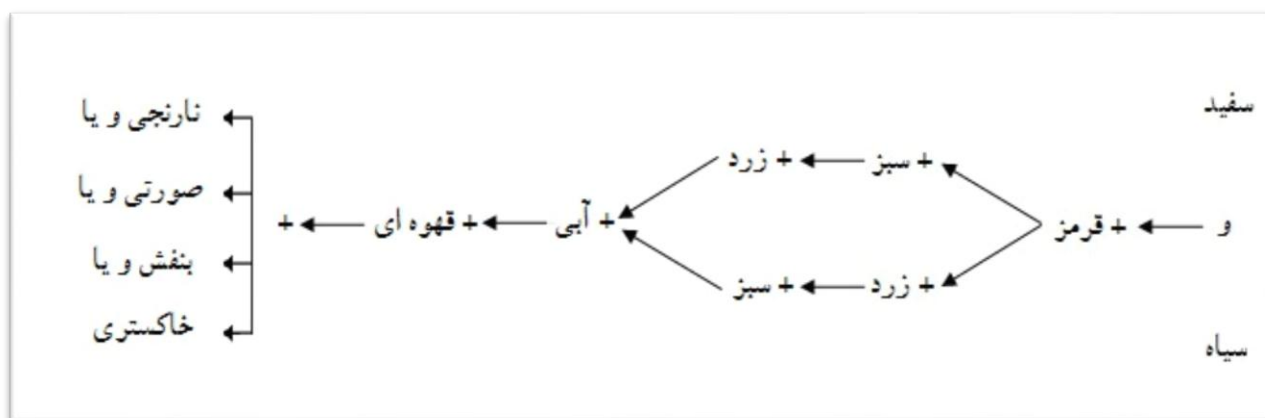 سفید
نارنجی و یا
+ سبز + زرد
صورتی و یا
و + قرمز + آبی + قهوه ای +
بنفش و یا
+ زرد + سبز
خاکستری
سیاه